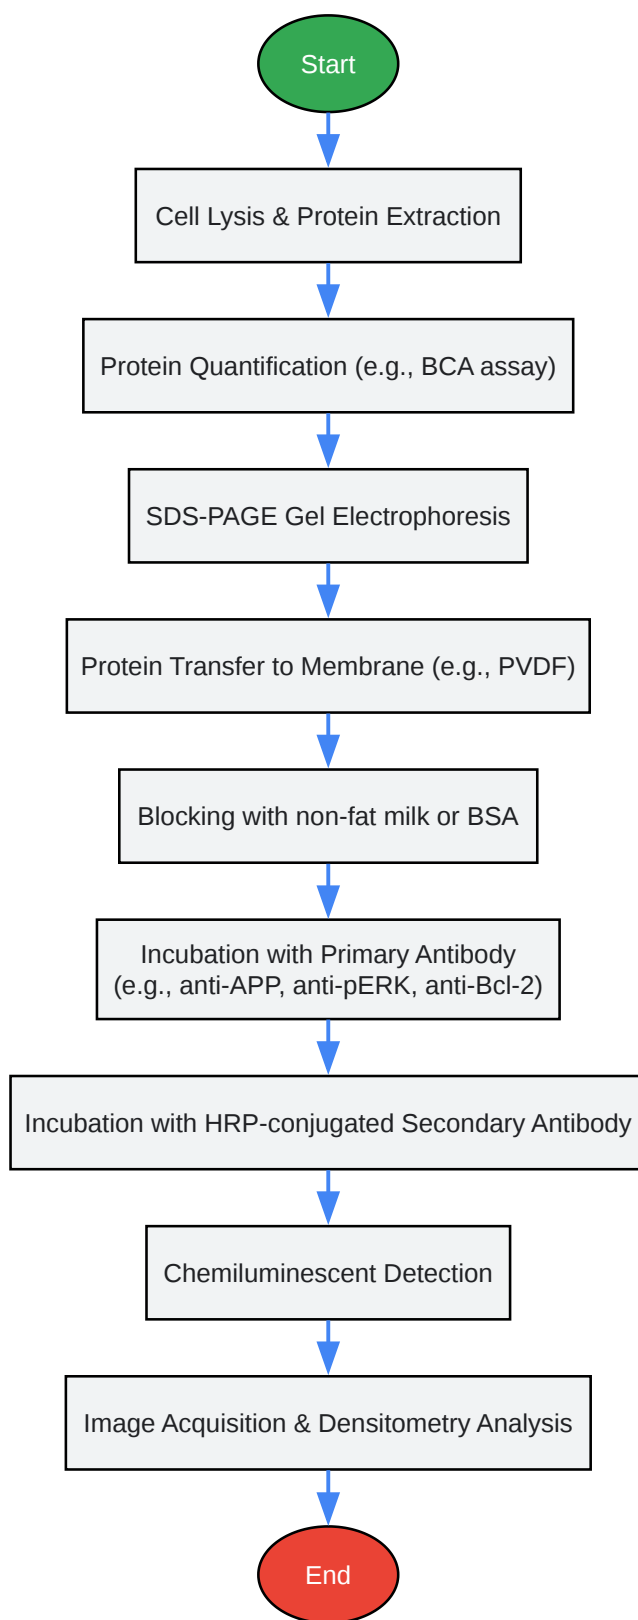 Start
Cell Lysis & Protein Extraction
Protein Quantification (e.g., BCA assay)
SDS-PAGE Gel Electrophoresis
Protein Transfer to Membrane (e.g., PVDF)
Blocking with non-fat milk or BSA
Incubation with Primary Antibody
(e.g., anti-APP, anti-pERK, anti-Bcl-2)
Incubation with HRP-conjugated Secondary Antibody
Chemiluminescent Detection
Image Acquisition & Densitometry Analysis
End